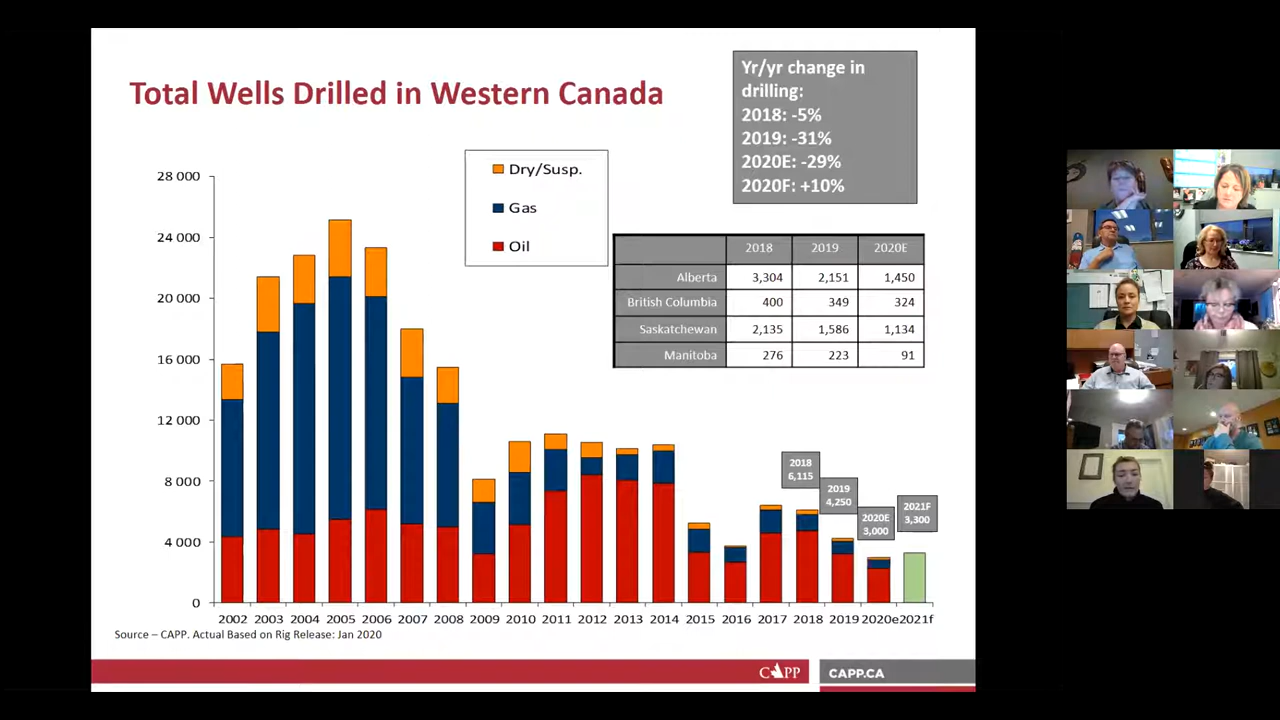 Total Wells Drilled in Western Canada
Yr/yr change in
drilling:
2018: -5%
2019: -31%
2020E: -29%
2020F: +10%
Dry/Susp.
Gas
Oil
2018 2019 2020E
Alberta 3,304 2,151 1,450
British Columbia 400 349 324
Saskatchewan 2,135 1,586 1,134
Manitoba 276 223 91
28 000
24 000
20 000
16 000
12 000
8 000
4 000
0
2018
6,115
2019
4,250
2020E
3,000
2021F
3,300
2002 2003 2004 2005 2006 2007 2008 2009 2010 2011 2012 2013 2014 2015 2016 2017 2018 2019 2020e2021f
Source – CAPP. Actual Based on Rig Release: Jan 2020
CAPP
CAPP.CA